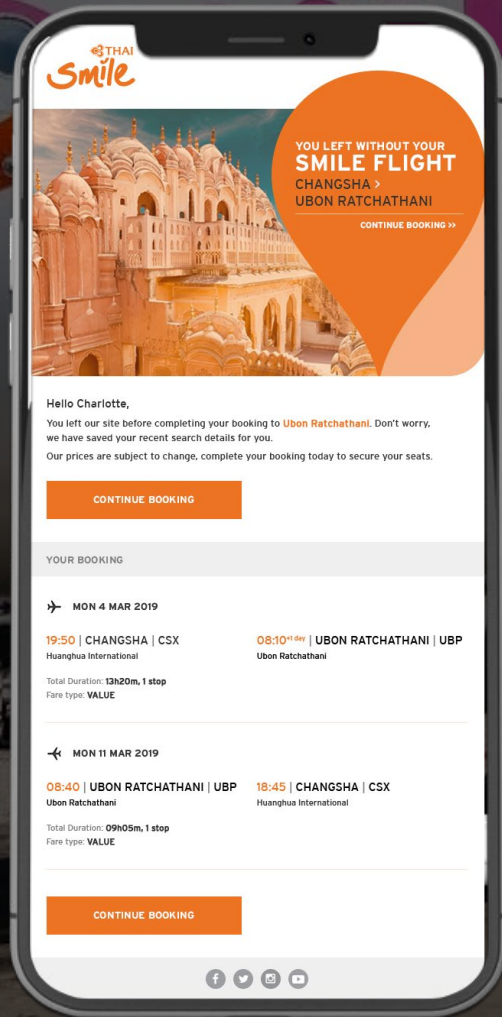 THAI
Smile
YOU LEFT WITHOUT YOUR
SMILE FLIGHT
CHANGSHA >
UBON RATCHATHANI
CONTINUE BOOKING >>
Hello Charlotte,
You left our site before completing your booking to Ubon Ratchathani. Don't worry,
we have saved your recent search details for you.
Our prices are subject to change, complete your booking today to secure your seats.
CONTINUE BOOKING
YOUR BOOKING
MON 4 MAR 2019
19:50 | CHANGSHA | CSX
Huanghua International
Total Duration: 13h20m, 1 stop
Fare type: VALUE
08:10+1 day | UBON RATCHATHANI | UBP
Ubon Ratchathani
MON 11 MAR 2019
08:40 | UBON RATCHATHANI | UBP
Ubon Ratchathani
Total Duration: 09h05m, 1 stop
Fare type: VALUE
18:45 | CHANGSHA | CSX
Huanghua International
CONTINUE BOOKING